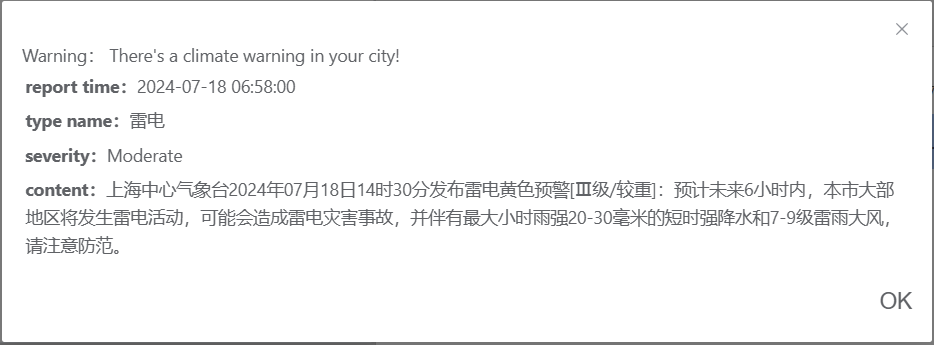 Warning： There's a climate warning in your city!
report time：2024-07-18 06:58:00
type name：雷电
severity：Moderate
content：上海中心气象台2024年07月18日14时30分发布雷电黄色预警[Ⅲ级/较重]：预计未来6小时内，本市大部
地区将发生雷电活动，可能会造成雷电灾害事故，并伴有最大小时雨强20-30毫米的短时强降水和7-9级雷雨大风，
请注意防范。
OK